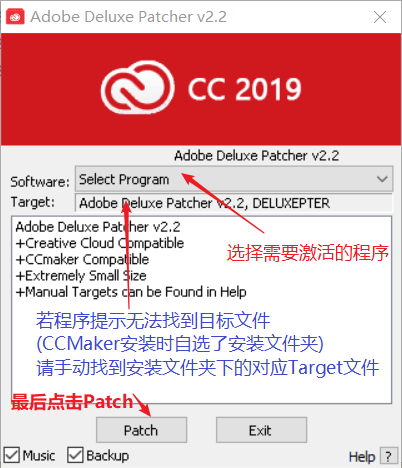 Adobe Deluxe Patcher v2.2
CC 2019
Adobe Deluxe Patcher v2.2
Software: Select Program
Target: Adobe Deluxe Patcher v2.2, DELUXEPTER
Adobe Deluxe Patcher v2.2
+Creative Cloud Compatible
+CCmaker Compatible
+Extremely Small Size
+Manual Targets can be Found in Help
选择需要激活的程序
若程序提示无法找到目标文件
(CCMaker安装时自选了安装文件夹)
请手动找到安装文件夹下的对应Target文件
最后点击Patch
Patch Exit
Music Backup Help ?